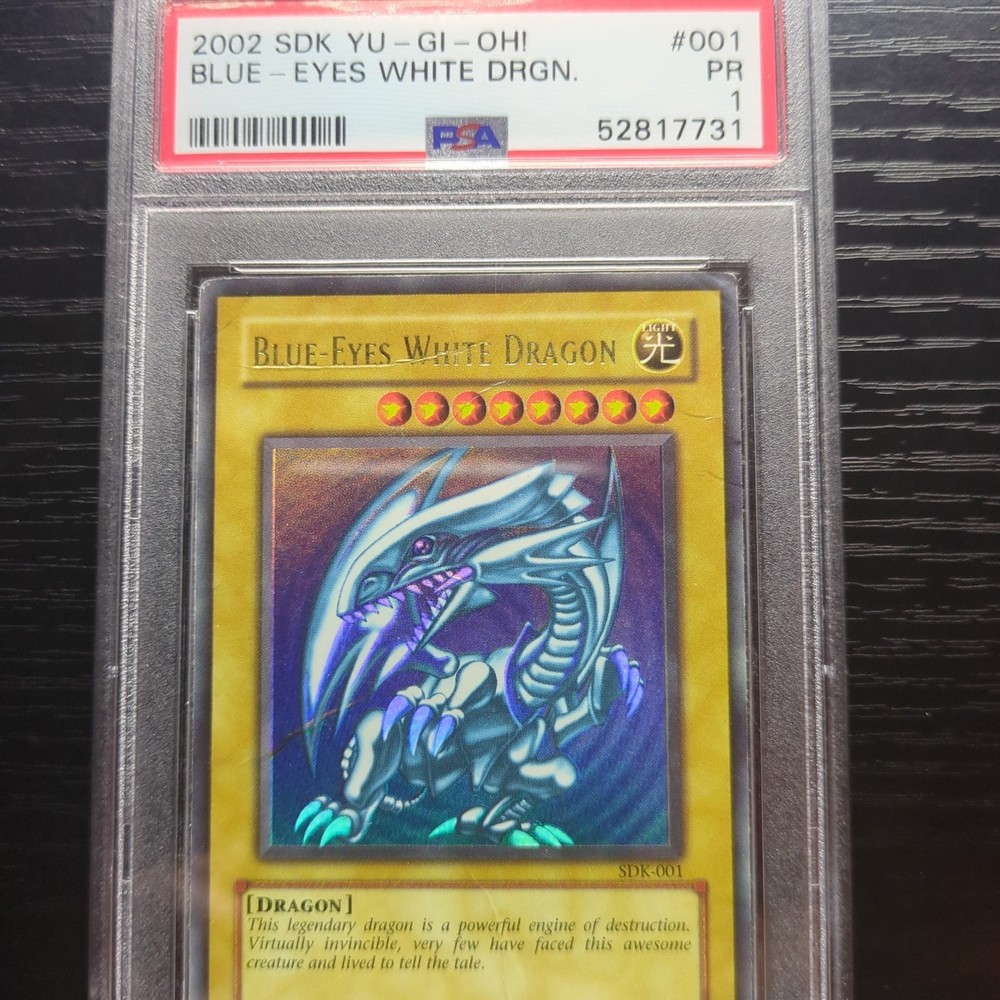 2002 SDK YU-GI-OH! #001
BLUE-EYES WHITE DRGN. PR
1
PSA 52817731
BLUE-EYES WHITE DRAGON
LIGHT
光
SDK-001
[DRAGON]
This legendary dragon is a powerful engine of destruction.
Virtually invincible, very few have faced this awesome
creature and lived to tell the tale.